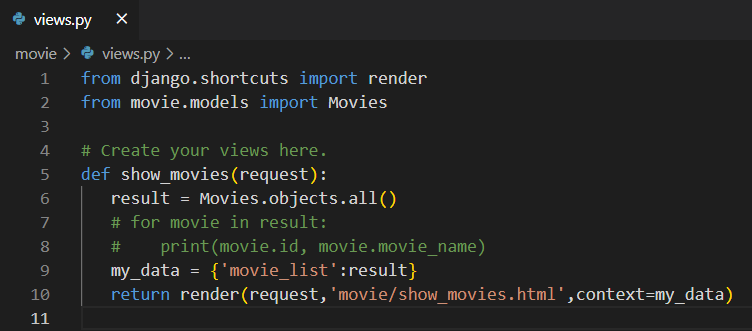 views.py ×
movie > views.py > ...
1 from django.shortcuts import render
2 from movie.models import Movies
3
4 # Create your views here.
5 def show_movies(request):
6    result = Movies.objects.all()
7    # for movie in result:
8    #    print(movie.id, movie.movie_name)
9    my_data = {'movie_list':result}
10    return render(request,'movie/show_movies.html',context=my_data)
11